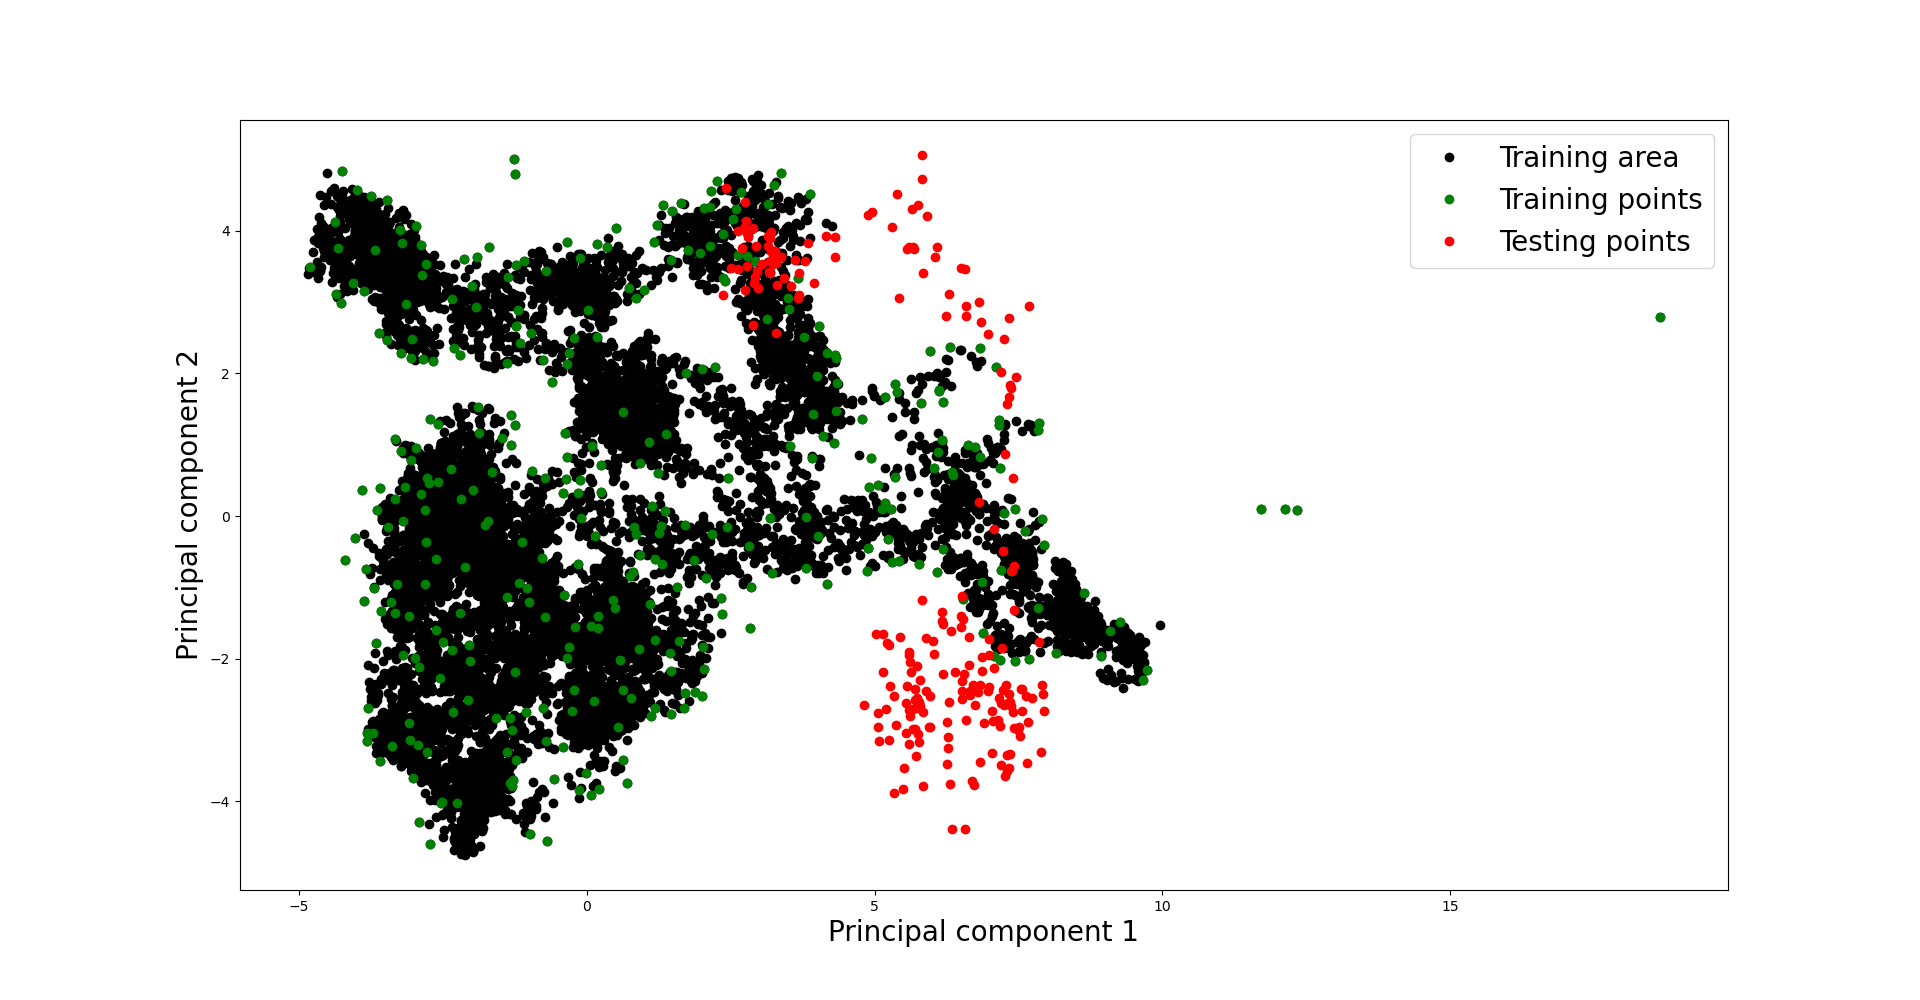 Training area
Training points
Testing points
Principal component 2
4
2
0
−2
−4
−5
0
5
10
15
Principal component 1